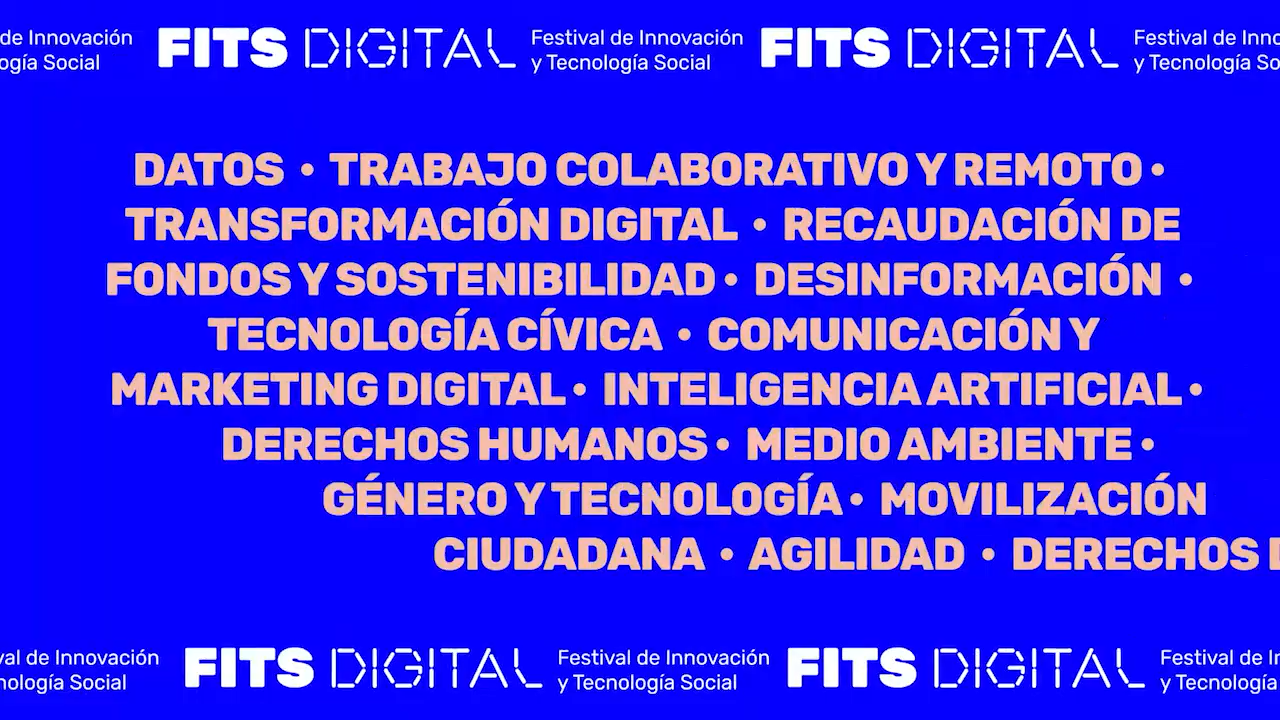 de Innovación FITS DIGITAL Festival de Innovación FITS DIGITAL Festival de
ogía Social y Tecnología Social y Tecnología
DATOS • TRABAJO COLABORATIVO Y REMOTO •
TRANSFORMACIÓN DIGITAL • RECAUDACIÓN DE
FONDOS Y SOSTENIBILIDAD • DESINFORMACIÓN •
TECNOLOGÍA CÍVICA • COMUNICACIÓN Y
MARKETING DIGITAL • INTELIGENCIA ARTIFICIAL •
DERECHOS HUMANOS • MEDIO AMBIENTE •
GÉNERO Y TECNOLOGÍA • MOVILIZACIÓN
CIUDADANA • AGILIDAD • DERECHOS
val de Innovación FITS DIGITAL Festival de Innovación FITS DIGITAL Festival de
nología Social y Tecnología Social y Tecnología